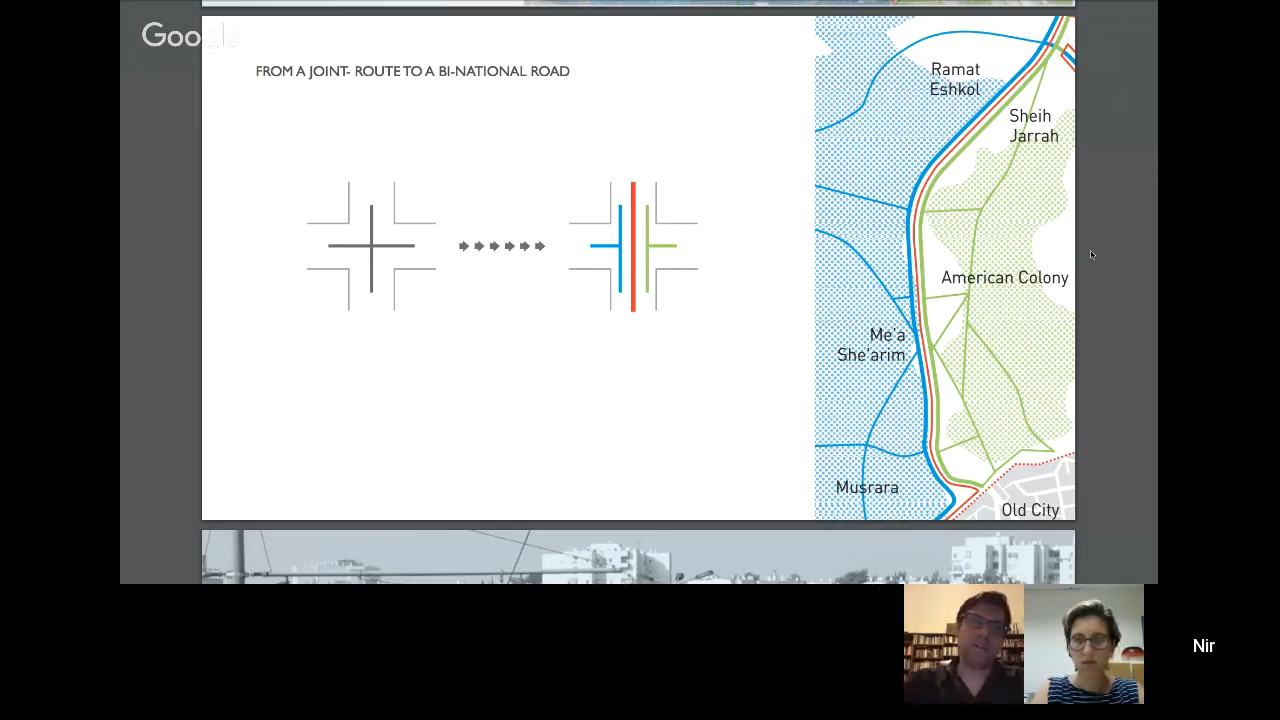 Google
FROM A JOINT- ROUTE TO A BI-NATIONAL ROAD
Ramat
Eshkol
Sheih
Jarrah
American Colony
Me'a
She'arim
Musrara
Old City
Nir